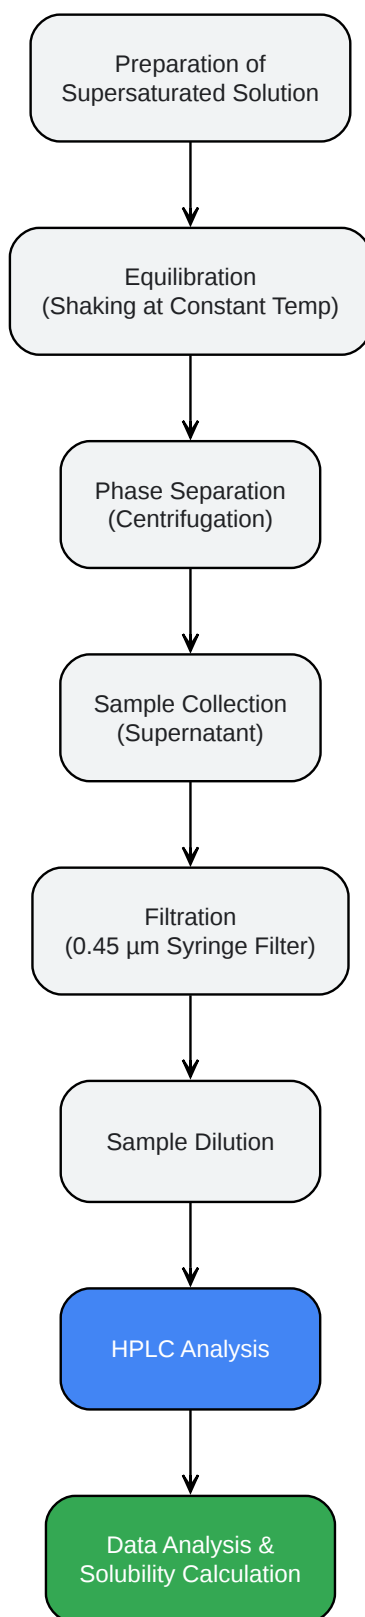 Preparation of
Supersaturated Solution
Equilibration
(Shaking at Constant Temp)
Phase Separation
(Centrifugation)
Sample Collection
(Supernatant)
Filtration
(0.45 µm Syringe Filter)
Sample Dilution
HPLC Analysis
Data Analysis &
Solubility Calculation